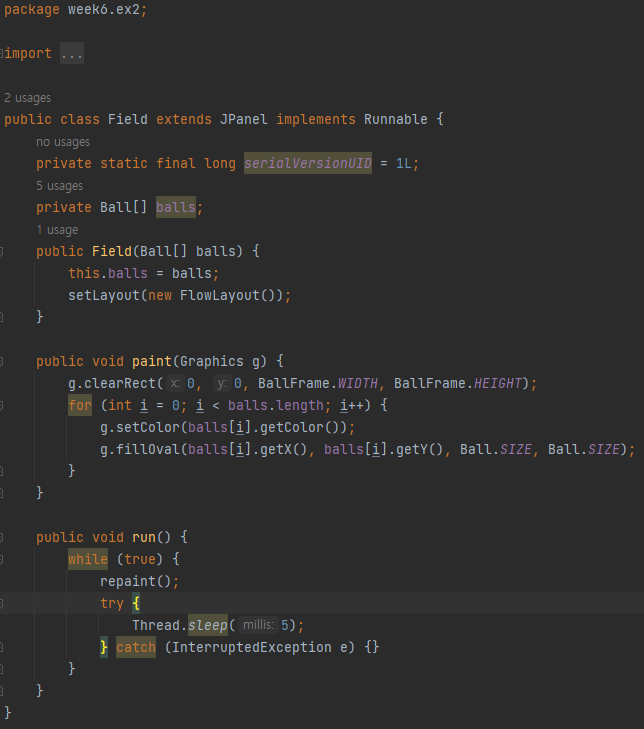 package week6.ex2;
import ...
2 usages
public class Field extends JPanel implements Runnable {
no usages
private static final long serialVersionUID = 1L;
5 usages
private Ball[] balls;
1 usage
public Field(Ball[] balls) {
this.balls = balls;
setLayout(new FlowLayout());
}
public void paint(Graphics g) {
g.clearRect( x: 0, y: 0, BallFrame.WIDTH, BallFrame.HEIGHT);
for (int i = 0; i < balls.length; i++) {
g.setColor(balls[i].getColor());
g.fillOval(balls[i].getX(), balls[i].getY(), Ball.SIZE, Ball.SIZE);
}
}
public void run() {
while (true) {
repaint();
try {
Thread.sleep( millis: 5);
} catch (InterruptedException e) {}
}
}
}